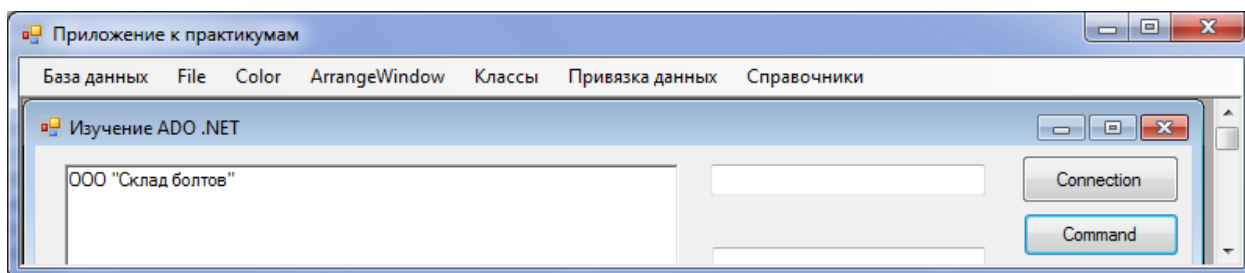 Приложение к практикумам
База данных File Color ArrangeWindow Классы Привязка данных Справочники
Изучение ADO .NET
ООО "Склад болтов"
Connection
Command